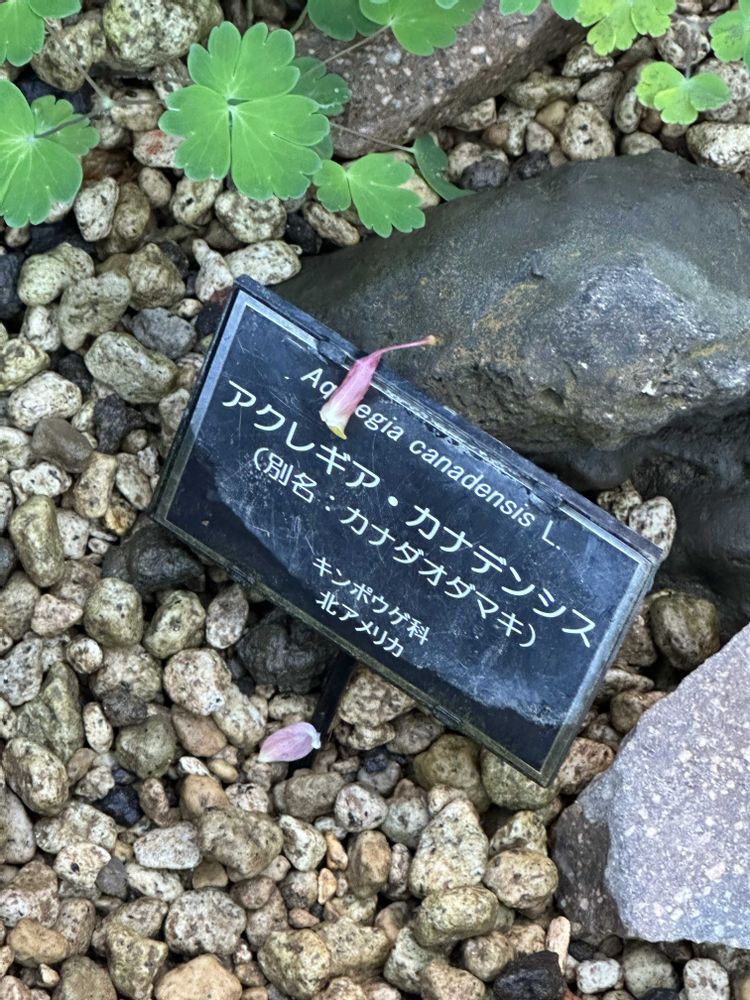 Aquilegia canadensis L.
アクレギア・カナデンシス
(別名：カナダオダマキ)
キンポウゲ科
北アメリカ